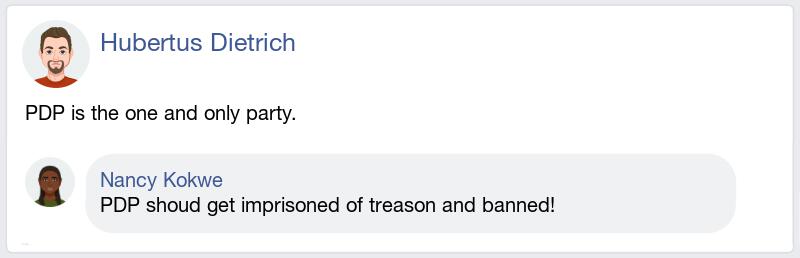 Hubertus Dietrich
PDP is the one and only party.
Nancy Kokwe
PDP shoud get imprisoned of treason and banned!